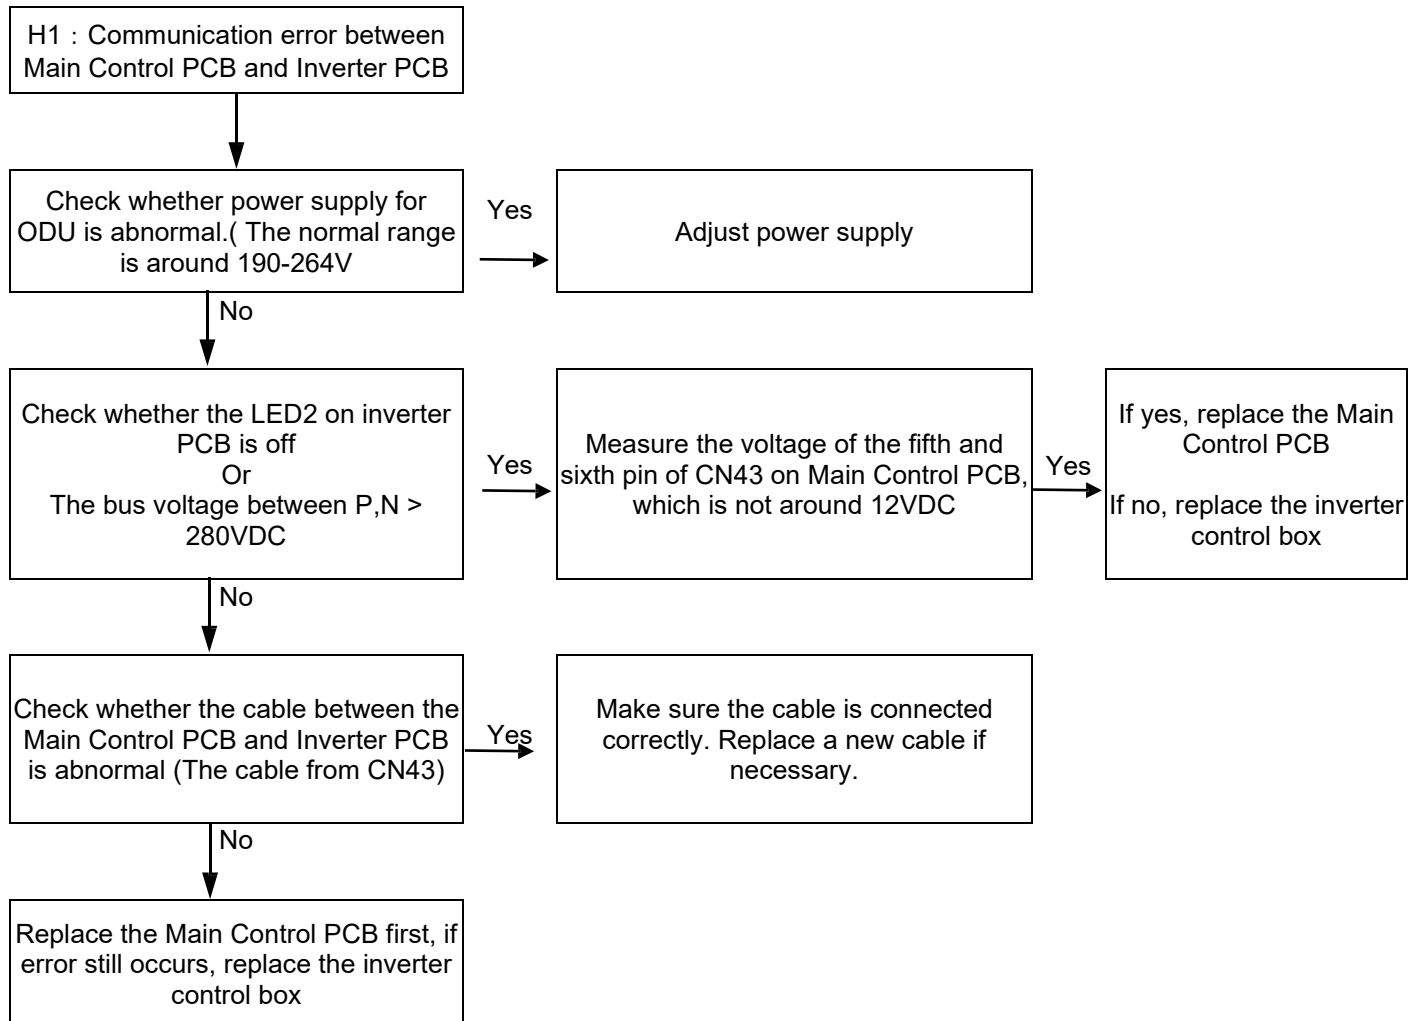 H1：Communication error between
Main Control PCB and Inverter PCB
Check whether power supply for
ODU is abnormal.( The normal range
is around 190-264V
Yes
Adjust power supply
No
Check whether the LED2 on inverter
PCB is off
Or
The bus voltage between P,N >
280VDC
Yes
Measure the voltage of the fifth and
sixth pin of CN43 on Main Control PCB,
which is not around 12VDC
Yes
If yes, replace the Main
Control PCB
If no, replace the inverter
control box
No
Check whether the cable between the
Main Control PCB and Inverter PCB
is abnormal (The cable from CN43)
Yes
Make sure the cable is connected
correctly. Replace a new cable if
necessary.
No
Replace the Main Control PCB first, if
error still occurs, replace the inverter
control box